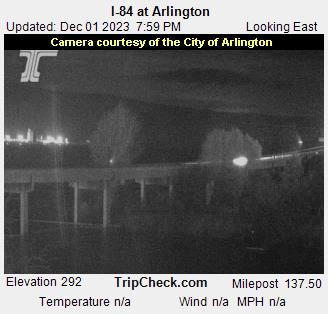 I-84 at Arlington
Updated: Dec 01 2023 7:59 PM Looking East
Camera courtesy of the City of Arlington
Elevation 292 TripCheck.com Milepost 137.50
Temperature n/a Wind n/a MPH n/a